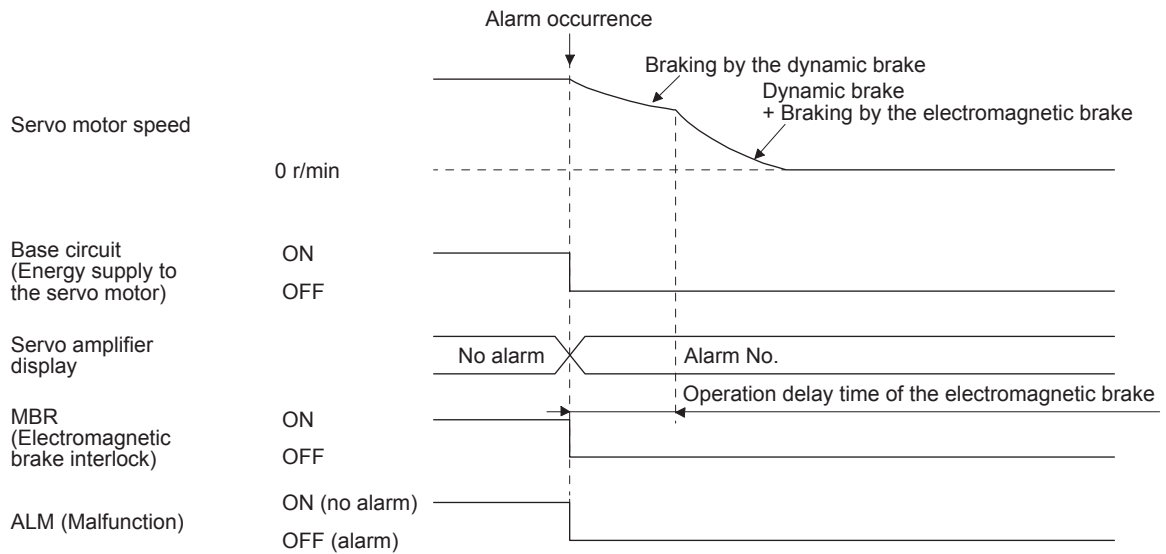 Alarm occurrence
Braking by the dynamic brake
Dynamic brake
+ Braking by the electromagnetic brake
Servo motor speed
0 r/min
Base circuit
(Energy supply to
the servo motor)
ON
OFF
Servo amplifier
display
No alarm
Alarm No.
Operation delay time of the electromagnetic brake
MBR
(Electromagnetic
brake interlock)
ON
OFF
ALM (Malfunction)
ON (no alarm)
OFF (alarm)